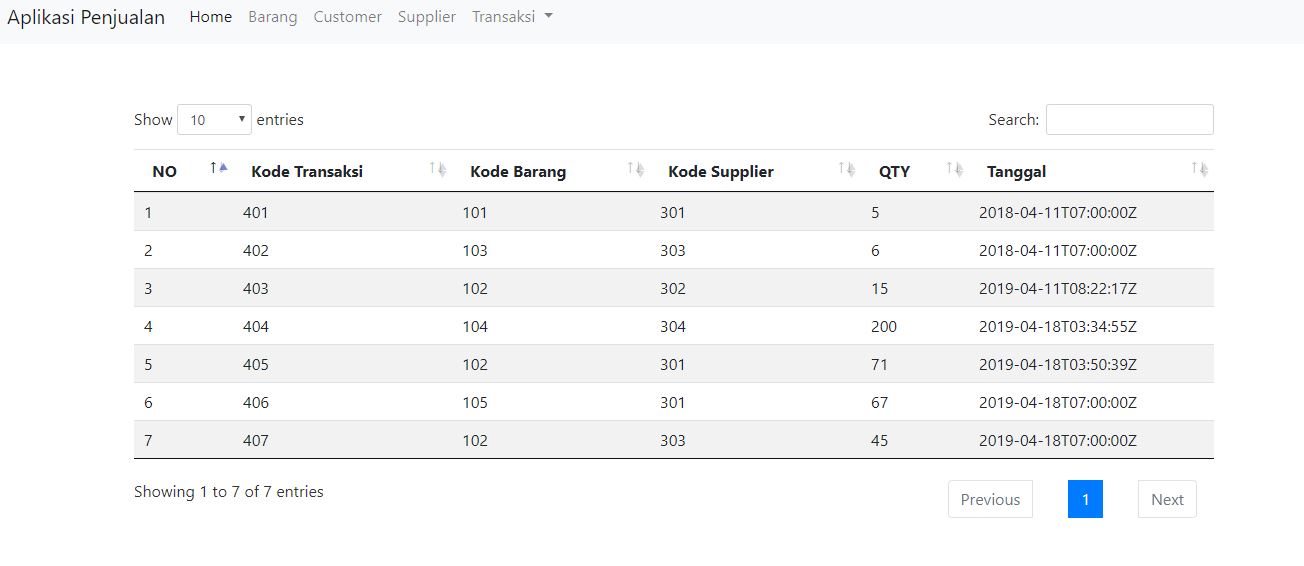 Aplikasi Penjualan Home Barang Customer Supplier Transaksi
Show 10 entries Search:
NO Kode Transaksi Kode Barang Kode Supplier QTY Tanggal
1 401 101 301 5 2018-04-11T07:00:00Z
2 402 103 303 6 2018-04-11T07:00:00Z
3 403 102 302 15 2019-04-11T08:22:17Z
4 404 104 304 200 2019-04-18T03:34:55Z
5 405 102 301 71 2019-04-18T03:50:39Z
6 406 105 301 67 2019-04-18T07:00:00Z
7 407 102 303 45 2019-04-18T07:00:00Z
Showing 1 to 7 of 7 entries Previous 1 Next